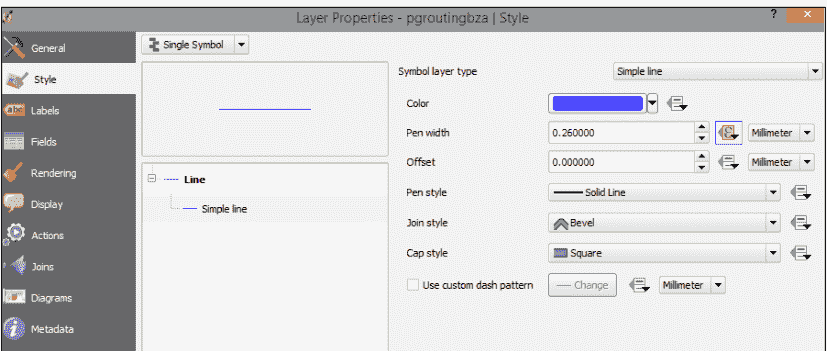 Layer Properties - pgroutingbza | Style
?
×
General
Style
Labels
Fields
Rendering
Display
Actions
Joins
Diagrams
Metadata
Single Symbol
Line
Simple line
Symbol layer type
Simple line
Color
Pen width
0.260000
Millimeter
Offset
0.000000
Millimeter
Pen style
Solid Line
Join style
Bevel
Cap style
Square
Use custom dash pattern
Change
Millimeter